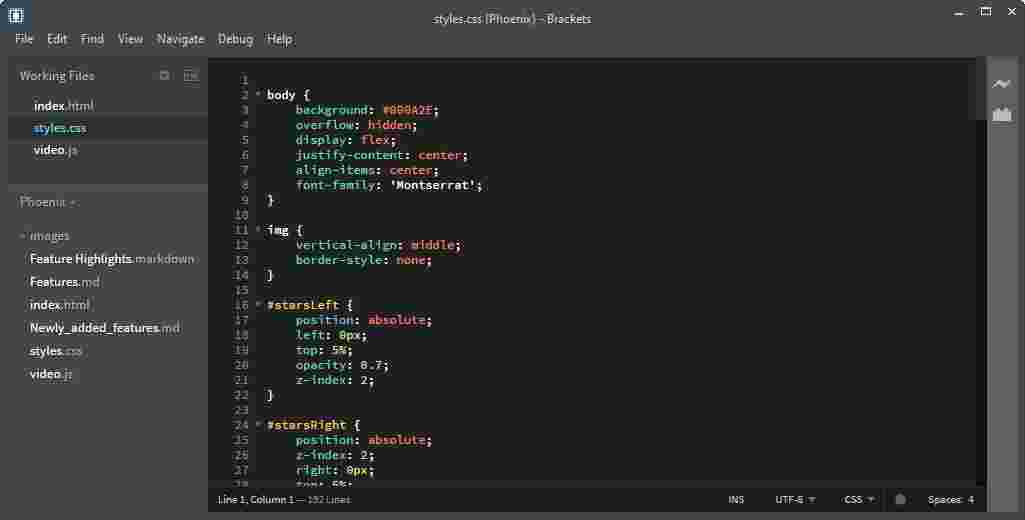 styles.css (Phoenix) - Brackets
File Edit Find View Navigate Debug Help
Working Files
index.html
styles.css
video.js
Phoenix
images
Feature Highlights.markdown
Features.md
index.html
Newly_added_features.md
styles.css
video.js
1
2 body {
3 background: #000A2E;
4 overflow: hidden;
5 display: flex;
6 justify-content: center;
7 align-items: center;
8 font-family: 'Montserrat';
9 }
10
11 img {
12 vertical-align: middle;
13 border-style: none;
14 }
15
16 #starsLeft {
17 position: absolute;
18 left: 0px;
19 top: 5%;
20 opacity: 0.7;
21 z-index: 2;
22 }
23
24 #starsRight {
25 position: absolute;
26 z-index: 2;
27 right: 0px;
28 top: 5%;
Line 1, Column 1 — 192 Lines
INS UTF-8 CSS Spaces: 4